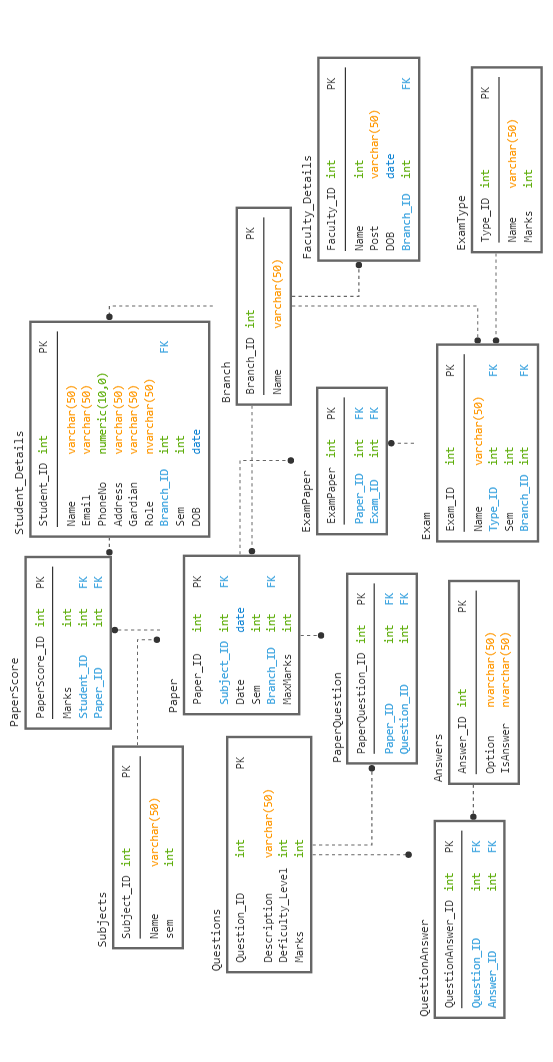 PaperScore
PaperScore_ID int PK
Marks int
Student_ID int FK
Paper_ID int FK
Student_Details
Student_ID int PK
Name varchar(50)
Email varchar(50)
PhoneNo numeric(10,0)
Address varchar(50)
Gardian varchar(50)
Role nvarchar(50)
Branch_ID int FK
Sem int
DOB date
Subjects
Subject_ID int PK
Name varchar(50)
sem int
Paper
Paper_ID int PK
Subject_ID int FK
Date date
Sem int
Branch_ID int FK
MaxMarks int
Questions
Question_ID int PK
Description varchar(50)
Deficulty_Level int
Marks int
Branch
Branch_ID int PK
Name varchar(50)
ExamPaper
ExamPaper int PK
Paper_ID int FK
Exam_ID int FK
Faculty_Details
Faculty_ID int PK
Name int
Post varchar(50)
DOB date
Branch_ID int FK
PaperQuestion
PaperQuestion_ID int PK
Paper_ID int FK
Question_ID int FK
QuestionAnswer
QuestionAnswer_ID int PK
Question_ID int FK
Answer_ID int FK
Exam
Exam_ID int PK
Name varchar(50)
Type_ID int FK
Sem int
Branch_ID int FK
Answers
Answer_ID int PK
Option nvarchar(50)
IsAnswer nvarchar(50)
ExamType
Type_ID int PK
Name varchar(50)
Marks int